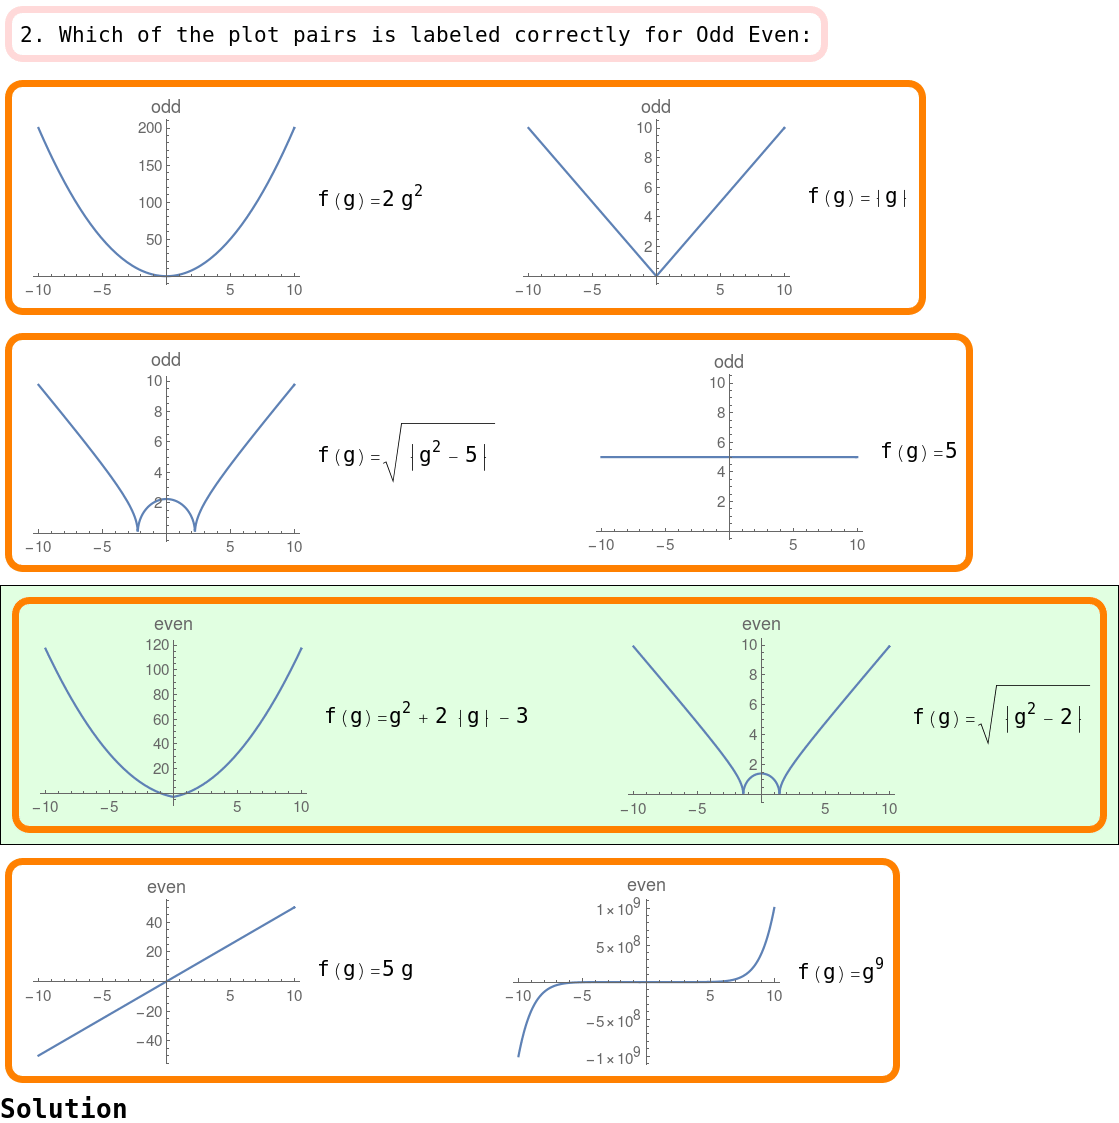 2. Which of the plot pairs is labeled correctly for Odd Even:
odd
200
150
100
50
−10 −5 5 10
f(g)=2 g²
odd
10
8
6
4
2
−10 −5 5 10
f(g)=|g|
odd
10
8
6
4
2
−10 −5 5 10
f(g)=√|g² − 5|
odd
10
8
6
4
2
−10 −5 5 10
f(g)=5
even
120
100
80
60
40
20
−10 −5 5 10
f(g)=g² + 2 |g| − 3
even
10
8
6
4
2
−10 −5 5 10
f(g)=√|g² − 2|
even
40
20
−10 −5 5 10
−20
−40
f(g)=5 g
even
1×10⁹
5×10⁸
−10 −5 5 10
−5×10⁸
−1×10⁹
f(g)=g⁹
Solution